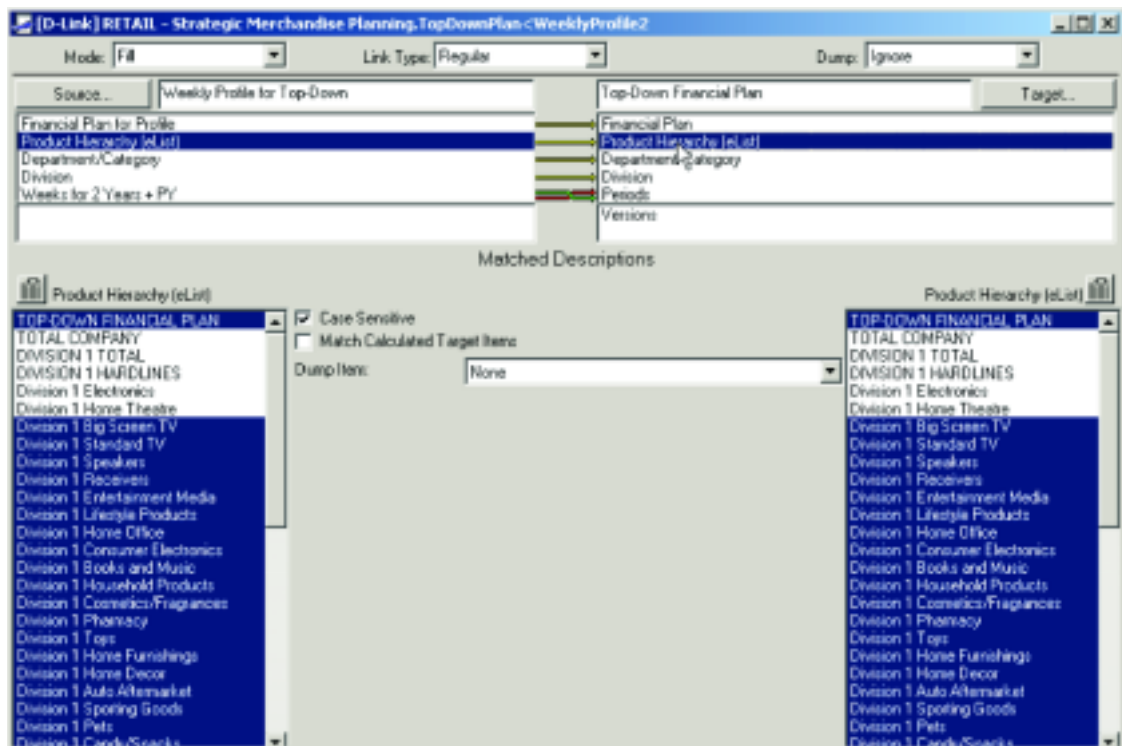 [D-Link] RETAIL - Strategic Merchandise Planning.TopDownPlan<WeeklyProfile2
Mode: Fill Link Type: Regular Dump: Ignore
Source... Weekly Profile for Top-Down Top-Down Financial Plan Target...
Financial Plan for Profile Financial Plan
Product Hierarchy (eList) Product Hierarchy (eList)
Department/Category Department/Category
Division Division
Weeks for 2 Years + PY Periods
Versions
Matched Descriptions
Product Hierarchy (eList) Product Hierarchy (eList)
TOP-DOWN FINANCIAL PLAN Case Sensitive TOP-DOWN FINANCIAL PLAN
TOTAL COMPANY Match Calculated Target Items TOTAL COMPANY
DIVISION 1 TOTAL DIVISION 1 TOTAL
DIVISION 1 HARDLINES Dump Item: None DIVISION 1 HARDLINES
Division 1 Electronics Division 1 Electronics
Division 1 Home Theatre Division 1 Home Theatre
Division 1 Big Screen TV Division 1 Big Screen TV
Division 1 Standard TV Division 1 Standard TV
Division 1 Speakers Division 1 Speakers
Division 1 Receivers Division 1 Receivers
Division 1 Entertainment Media Division 1 Entertainment Media
Division 1 Lifestyle Products Division 1 Lifestyle Products
Division 1 Home Office Division 1 Home Office
Division 1 Consumer Electronics Division 1 Consumer Electronics
Division 1 Books and Music Division 1 Books and Music
Division 1 Household Products Division 1 Household Products
Division 1 Cosmetics/Fragrances Division 1 Cosmetics/Fragrances
Division 1 Pharmacy Division 1 Pharmacy
Division 1 Toys Division 1 Toys
Division 1 Home Furnishings Division 1 Home Furnishings
Division 1 Home Decor Division 1 Home Decor
Division 1 Auto Aftermarket Division 1 Auto Aftermarket
Division 1 Sporting Goods Division 1 Sporting Goods
Division 1 Pets Division 1 Pets
Division 1 Candy/Snacks Division 1 Candy/Snacks